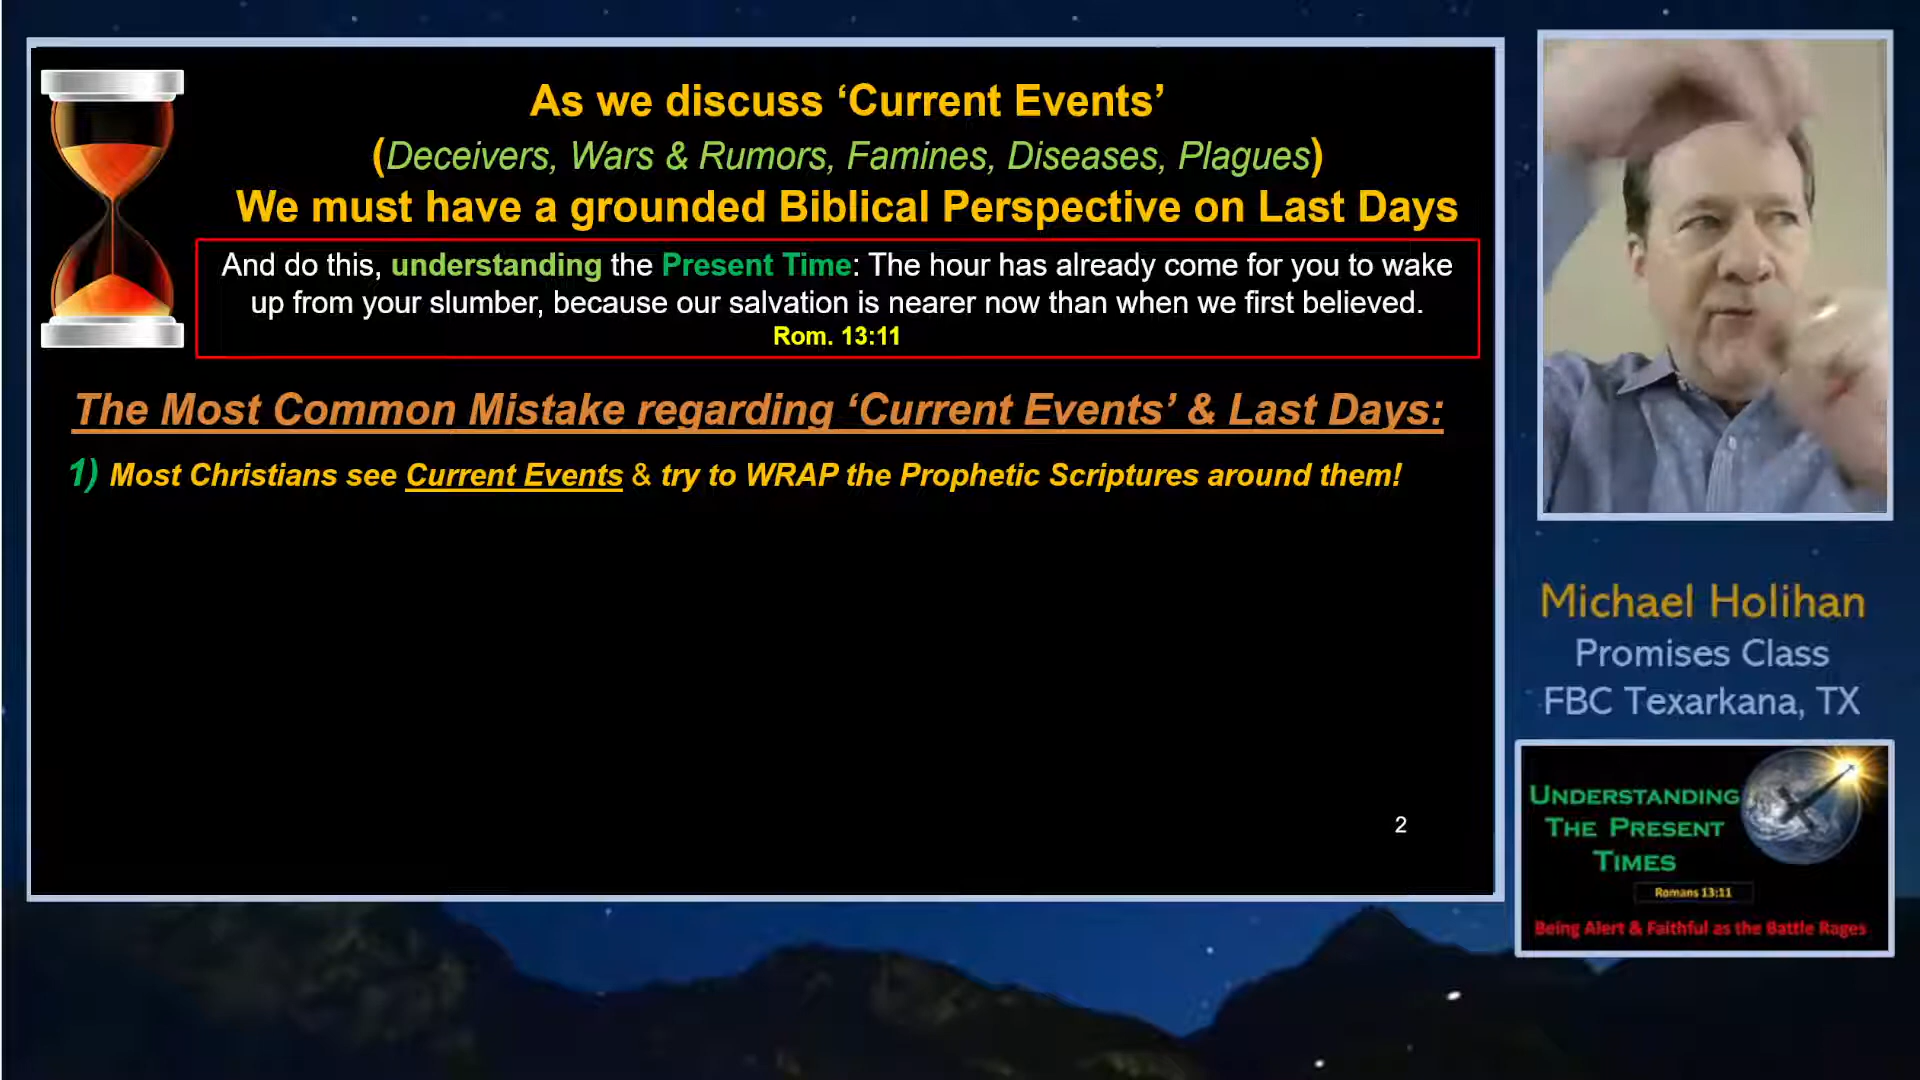 As we discuss ‘Current Events’
(Deceivers, Wars & Rumors, Famines, Diseases, Plagues)
We must have a grounded Biblical Perspective on Last Days
And do this, understanding the Present Time: The hour has already come for you to wake
up from your slumber, because our salvation is nearer now than when we first believed.
Rom. 13:11
The Most Common Mistake regarding ‘Current Events’ & Last Days:
1) Most Christians see Current Events & try to WRAP the Prophetic Scriptures around them!
2
Michael Holihan
Promises Class
FBC Texarkana, TX
UNDERSTANDING
THE PRESENT
TIMES
Romans 13:11
Being Alert & Faithful as the Battle Rages